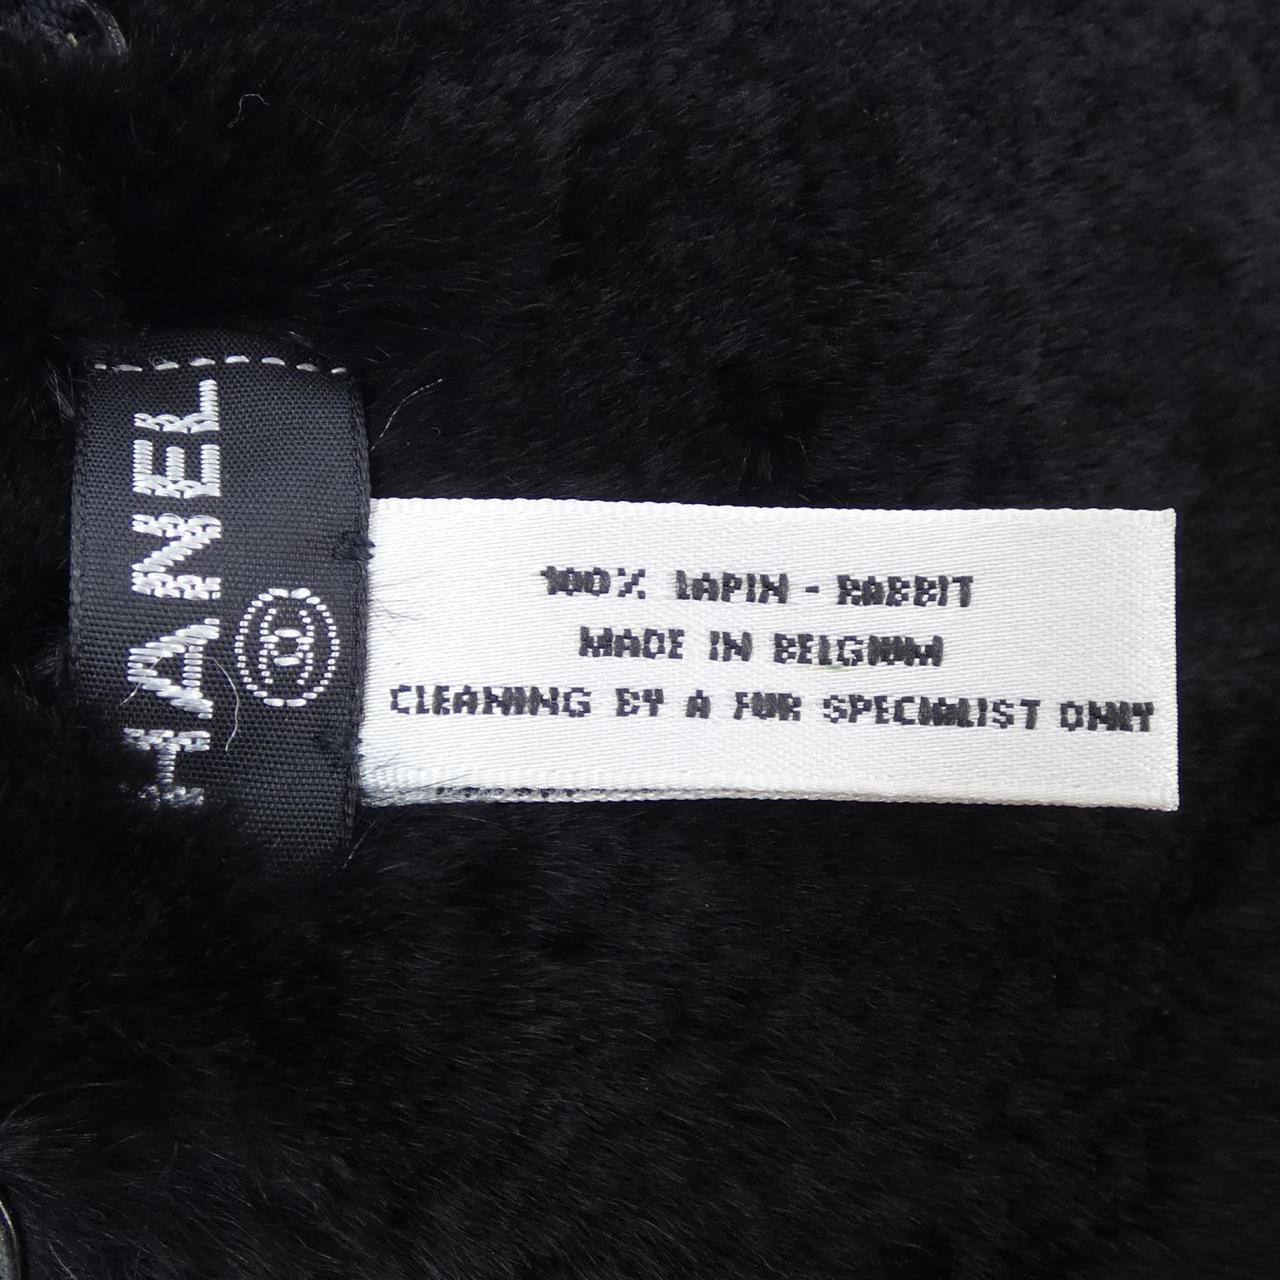 CHANEL
100% LAPIN - RABBIT
MADE IN BELGIUM
CLEANING BY A FUR SPECIALIST ONLY